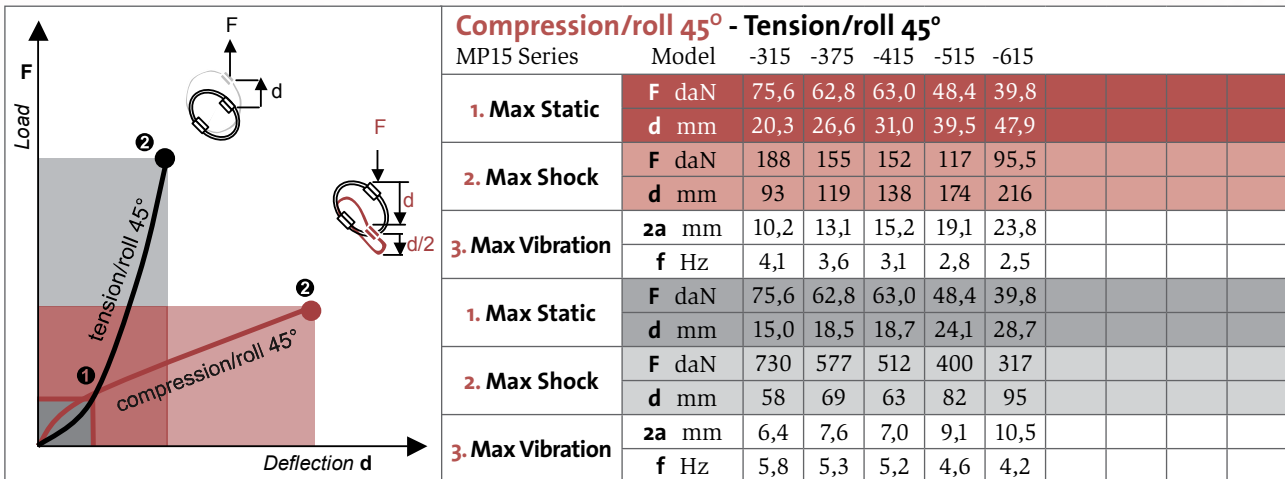 F
Load
F
d
❷
tension/roll 45°
F
d
d/2
❷
❶
compression/roll 45°
Deflection d
Compression/roll 45⁰ - Tension/roll 45°
MP15 Series Model -315 -375 -415 -515 -615
1. Max Static
F daN 75,6 62,8 63,0 48,4 39,8
d mm 20,3 26,6 31,0 39,5 47,9
2. Max Shock
F daN 188 155 152 117 95,5
d mm 93 119 138 174 216
3. Max Vibration
2a mm 10,2 13,1 15,2 19,1 23,8
f Hz 4,1 3,6 3,1 2,8 2,5
1. Max Static
F daN 75,6 62,8 63,0 48,4 39,8
d mm 15,0 18,5 18,7 24,1 28,7
2. Max Shock
F daN 730 577 512 400 317
d mm 58 69 63 82 95
3. Max Vibration
2a mm 6,4 7,6 7,0 9,1 10,5
f Hz 5,8 5,3 5,2 4,6 4,2